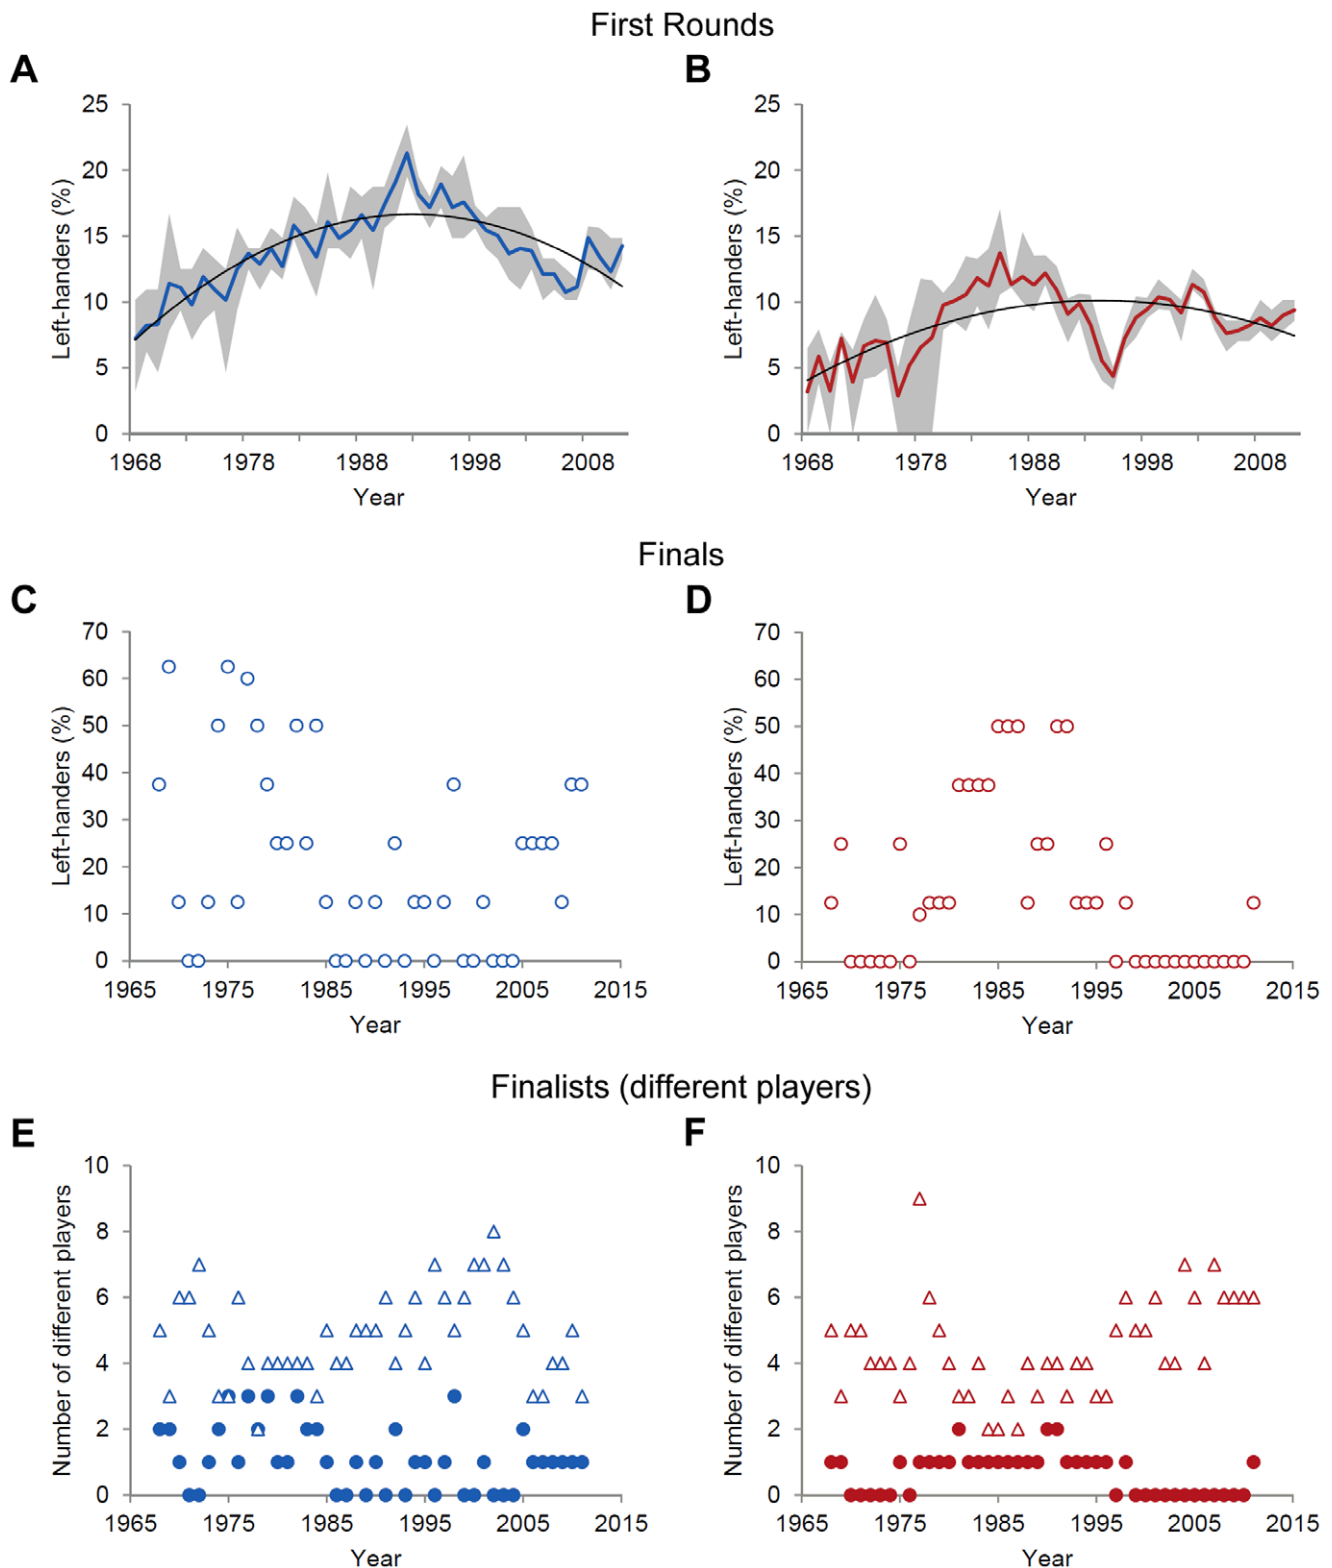 First Rounds
A
B
25
20
15
10
5
0
Left-handers (%)
1968 1978 1988 1998 2008
Year
25
20
15
10
5
0
Left-handers (%)
1968 1978 1988 1998 2008
Year
Finals
C
D
70
60
50
40
30
20
10
0
Left-handers (%)
1965 1975 1985 1995 2005 2015
Year
70
60
50
40
30
20
10
0
Left-handers (%)
1965 1975 1985 1995 2005 2015
Year
Finalists (different players)
E
F
10
8
6
4
2
0
Number of different players
1965 1975 1985 1995 2005 2015
Year
10
8
6
4
2
0
Number of different players
1965 1975 1985 1995 2005 2015
Year